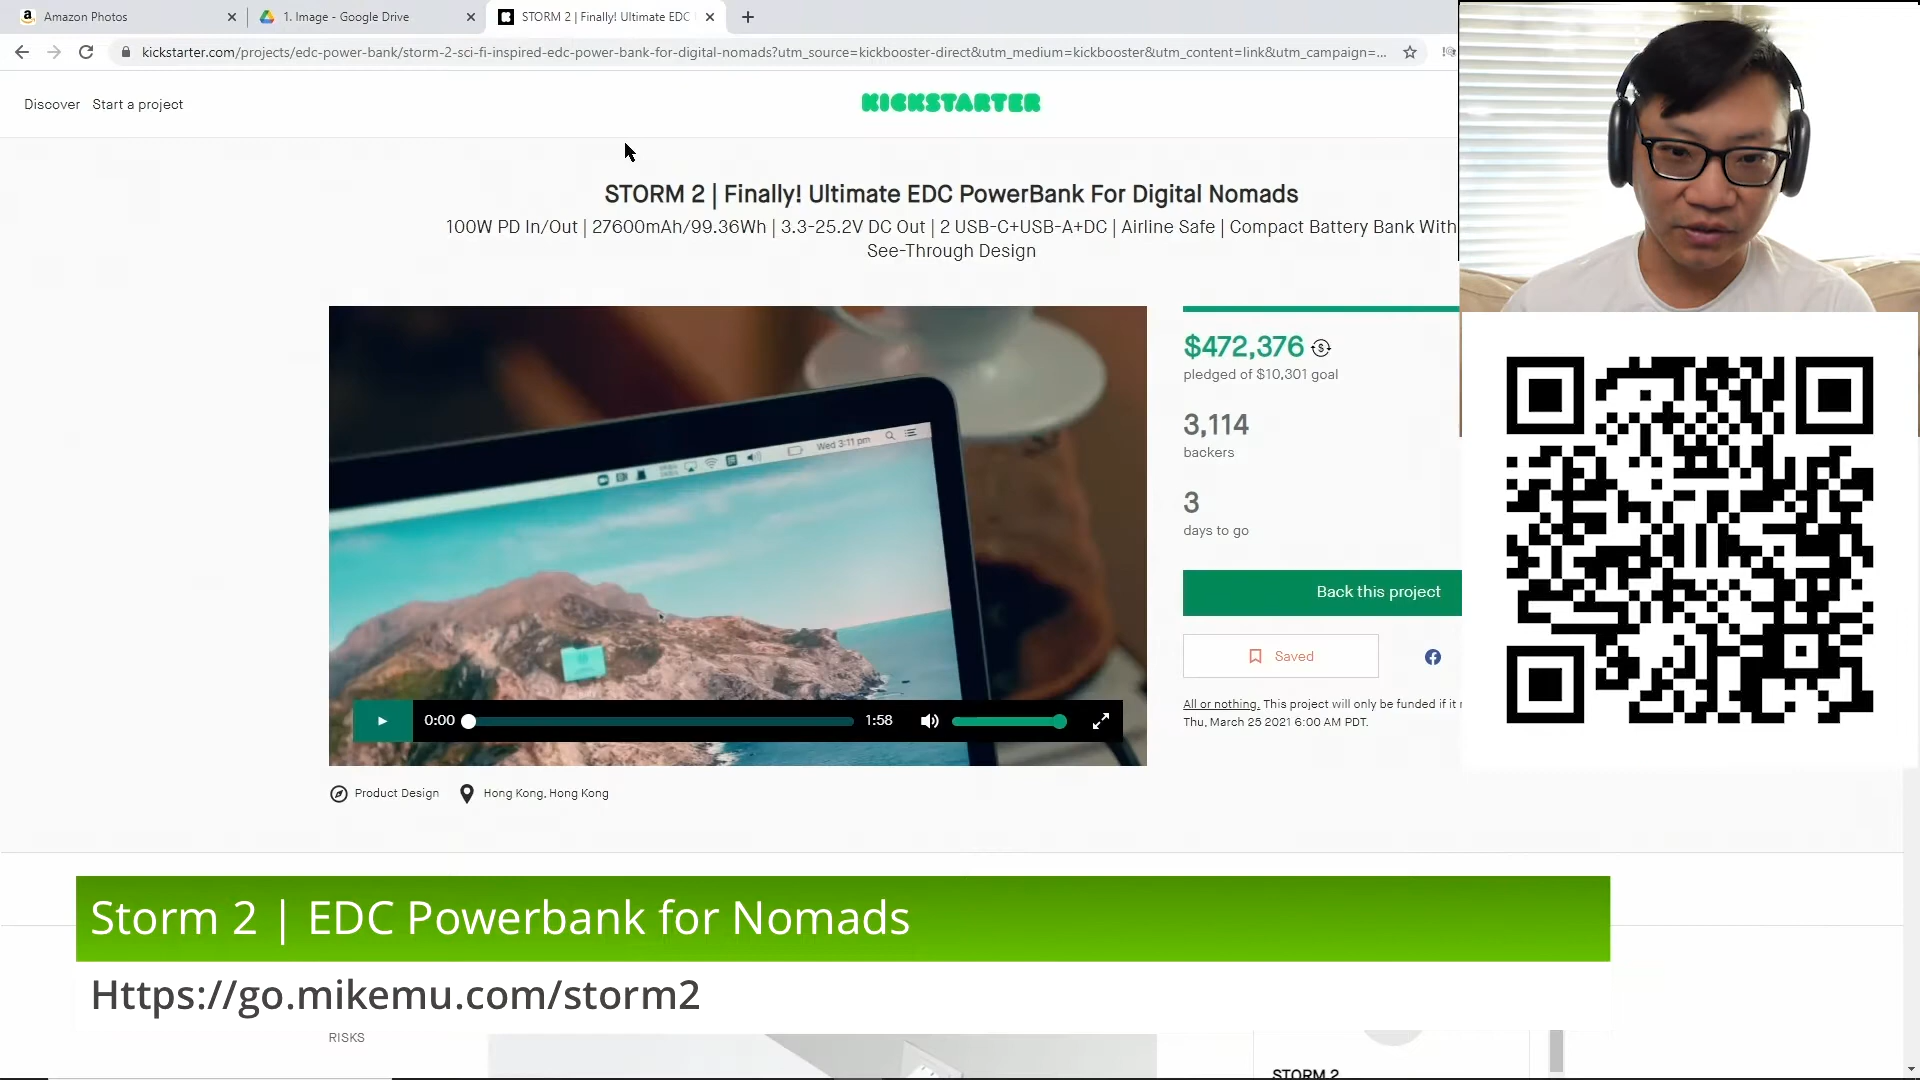 Amazon Photos
1. Image - Google Drive
STORM 2 | Finally! Ultimate EDC
kickstarter.com/projects/edc-power-bank/storm-2-sci-fi-inspired-edc-power-bank-for-digital-nomads?utm_source=kickbooster-direct&utm_medium=kickbooster&utm_content=link&utm_campaign=...
Discover Start a project
KICKSTARTER
STORM 2 | Finally! Ultimate EDC PowerBank For Digital Nomads
100W PD In/Out | 27600mAh/99.36Wh | 3.3-25.2V DC Out | 2 USB-C+USB-A+DC | Airline Safe | Compact Battery Bank With
See-Through Design
Wed 3:11 pm
$472,376
pledged of $10,301 goal
3,114
backers
3
days to go
Back this project
Saved
All or nothing. This project will only be funded if it
Thu, March 25 2021 6:00 AM PDT.
0:00
1:58
Product Design
Hong Kong, Hong Kong
Storm 2 | EDC Powerbank for Nomads
Https://go.mikemu.com/storm2
RISKS
STORM 2